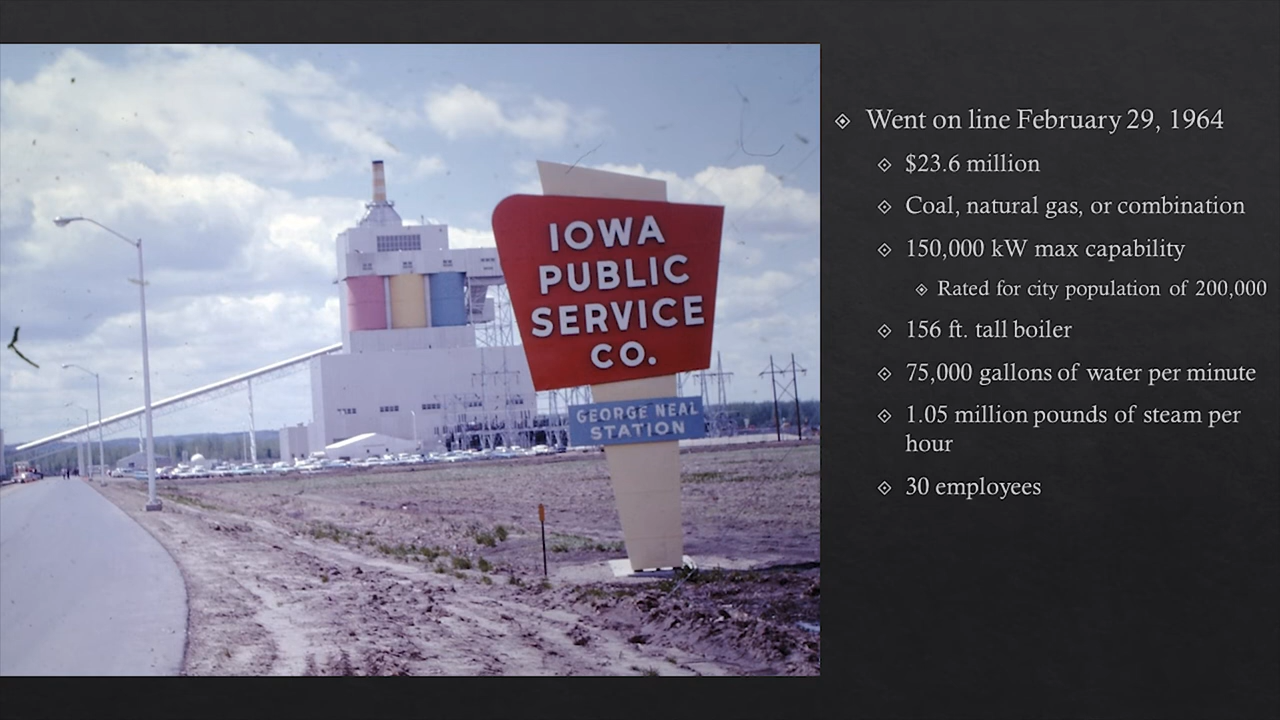 IOWA
PUBLIC
SERVICE
CO.
GEORGE NEAL
STATION
Went on line February 29, 1964
$23.6 million
Coal, natural gas, or combination
150,000 kW max capability
Rated for city population of 200,000
156 ft. tall boiler
75,000 gallons of water per minute
1.05 million pounds of steam per
hour
30 employees